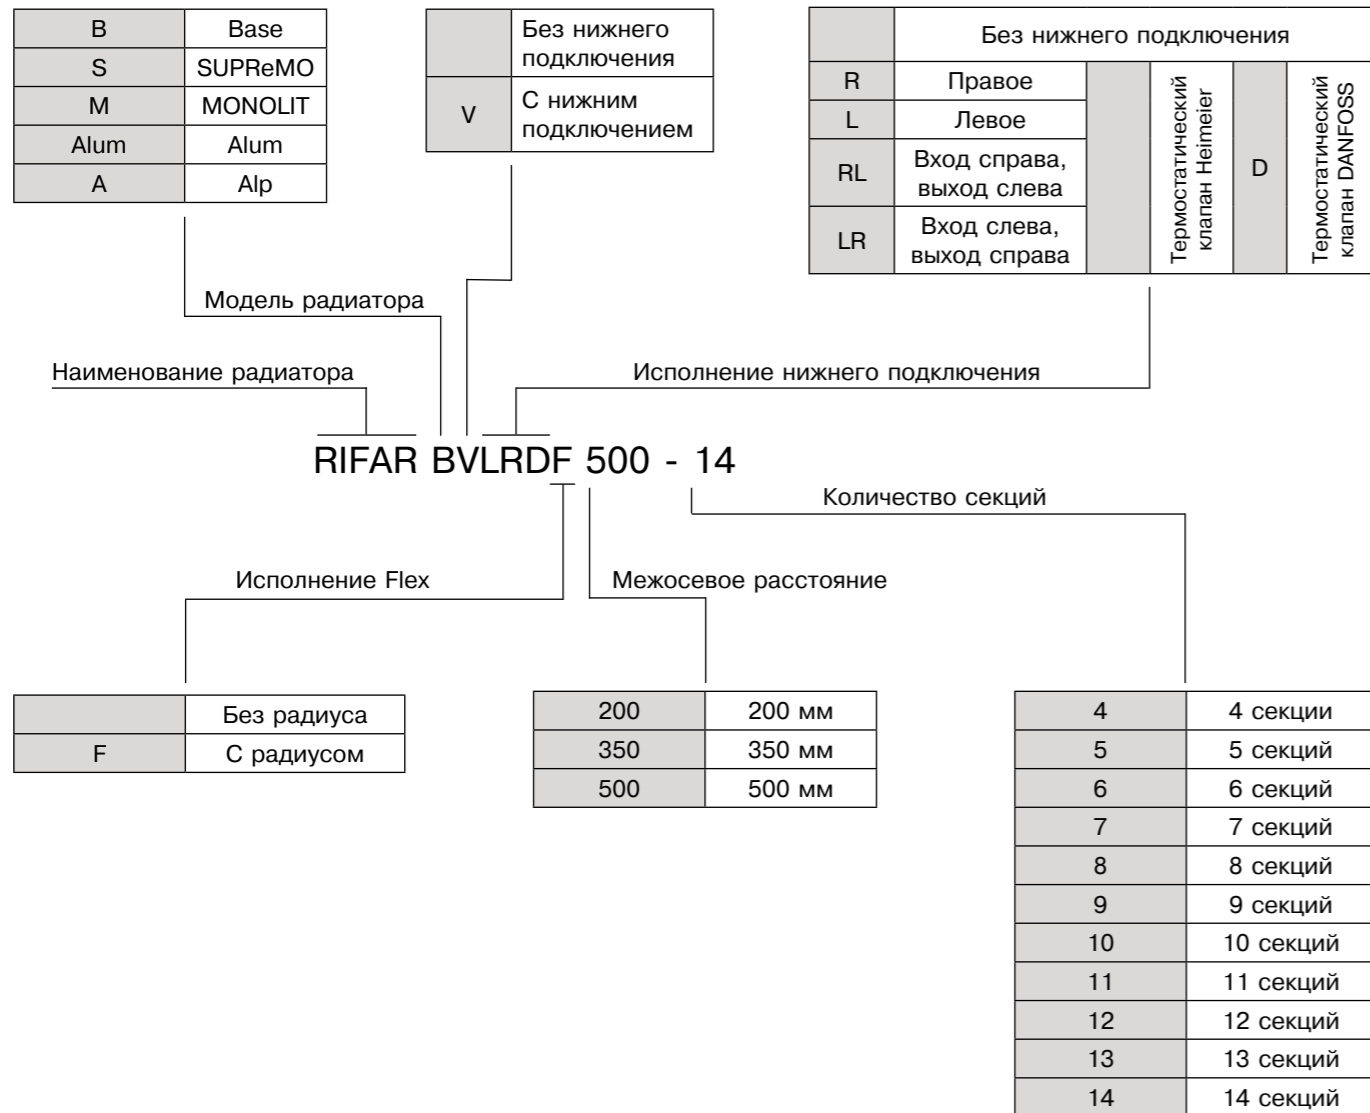 B Base
S SUPReMO
M MONOLIT
Alum Alum
A Alp
Без нижнего
подключения
V С нижним
подключением
Без нижнего подключения
R Правое
L Левое
RL Вход справа,
выход слева
LR Вход слева,
выход справа
Термостатический
клапан Heimeier
D
Термостатический
клапан DANFOSS
Модель радиатора
Наименование радиатора
Исполнение нижнего подключения
RIFAR BVLRDF 500 - 14
Количество секций
Исполнение Flex
Межосевое расстояние
Без радиуса
F С радиусом
200 200 мм
350 350 мм
500 500 мм
4 4 секции
5 5 секций
6 6 секций
7 7 секций
8 8 секций
9 9 секций
10 10 секций
11 11 секций
12 12 секций
13 13 секций
14 14 секций